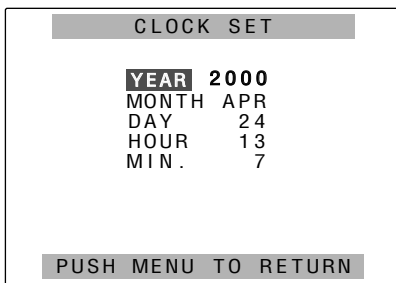 CLOCK SET
YEAR 2000
MONTH APR
DAY 24
HOUR 13
MIN. 7
PUSH MENU TO RETURN